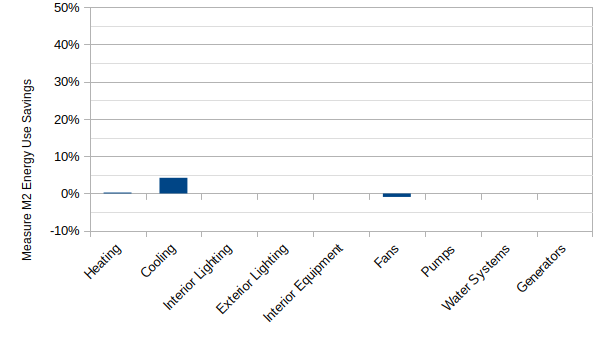 50%
40%
30%
20%
10%
0%
-10%
Measure M2 Energy Use Savings
Heating
Cooling
Interior Lighting
Exterior Lighting
Interior Equipment
Fans
Pumps
Water Systems
Generators